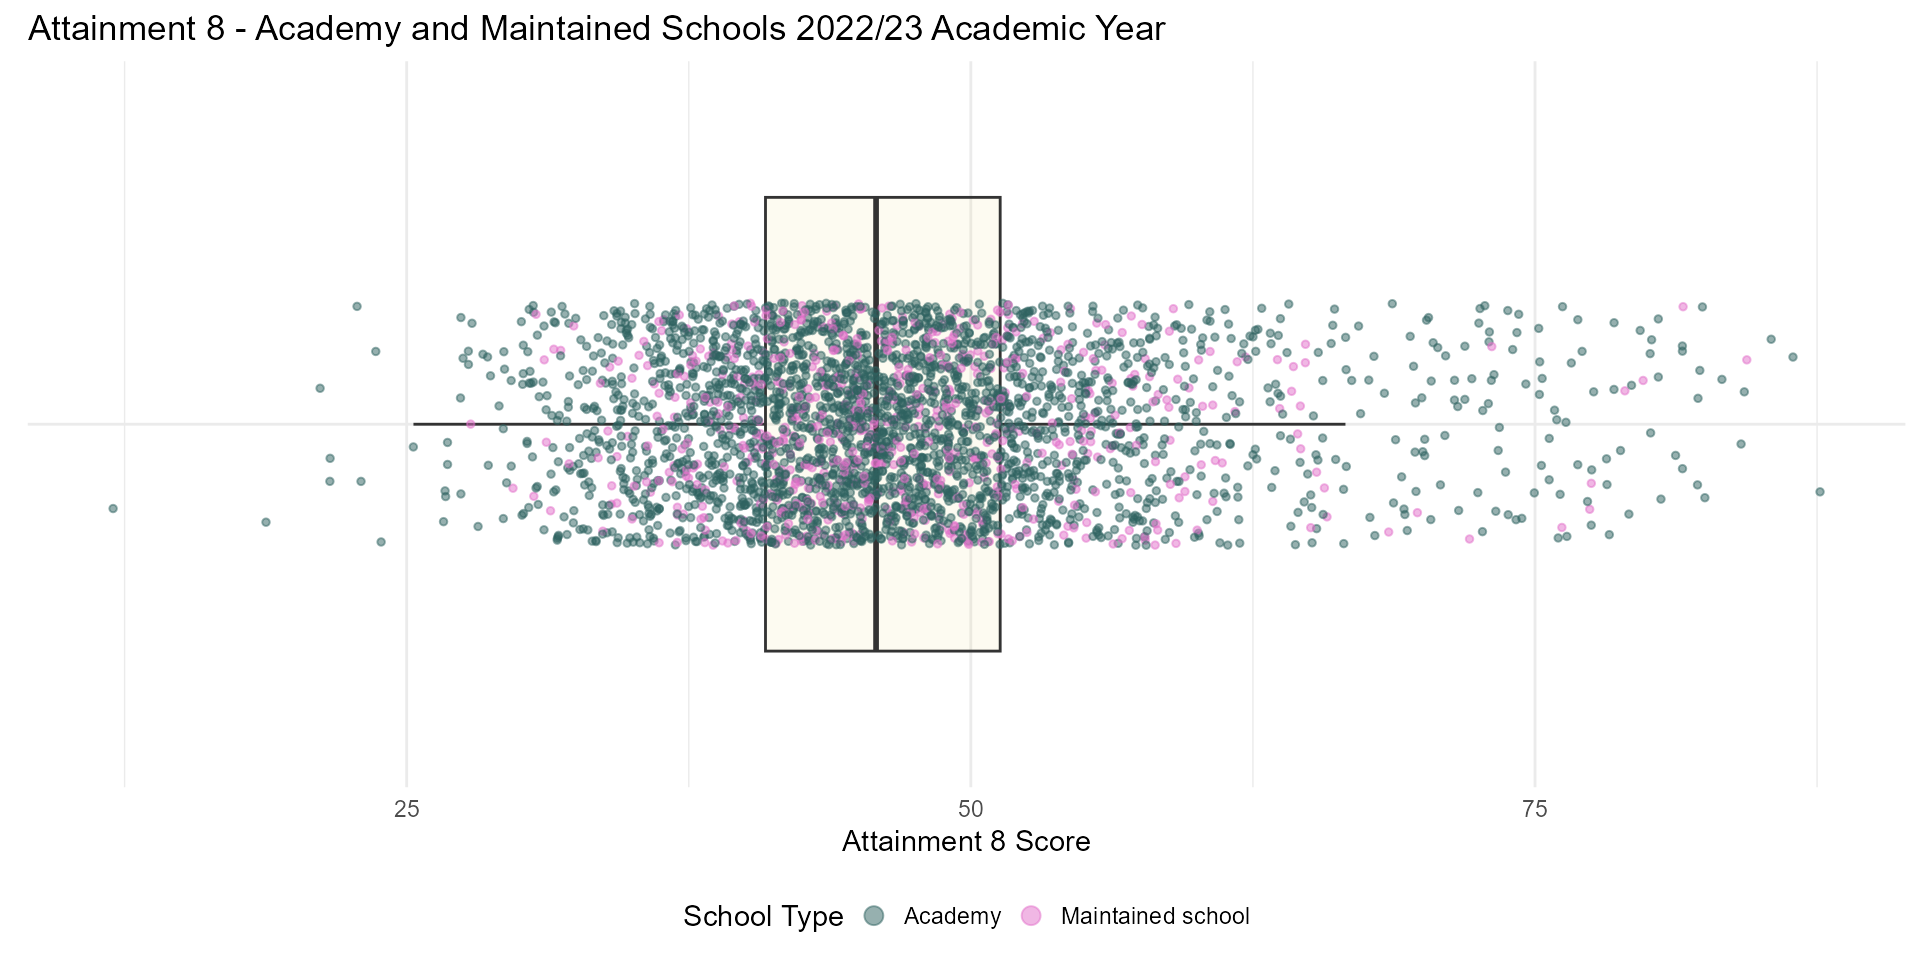 Attainment 8 - Academy and Maintained Schools 2022/23 Academic Year
25 50 75
Attainment 8 Score
School Type Academy Maintained school